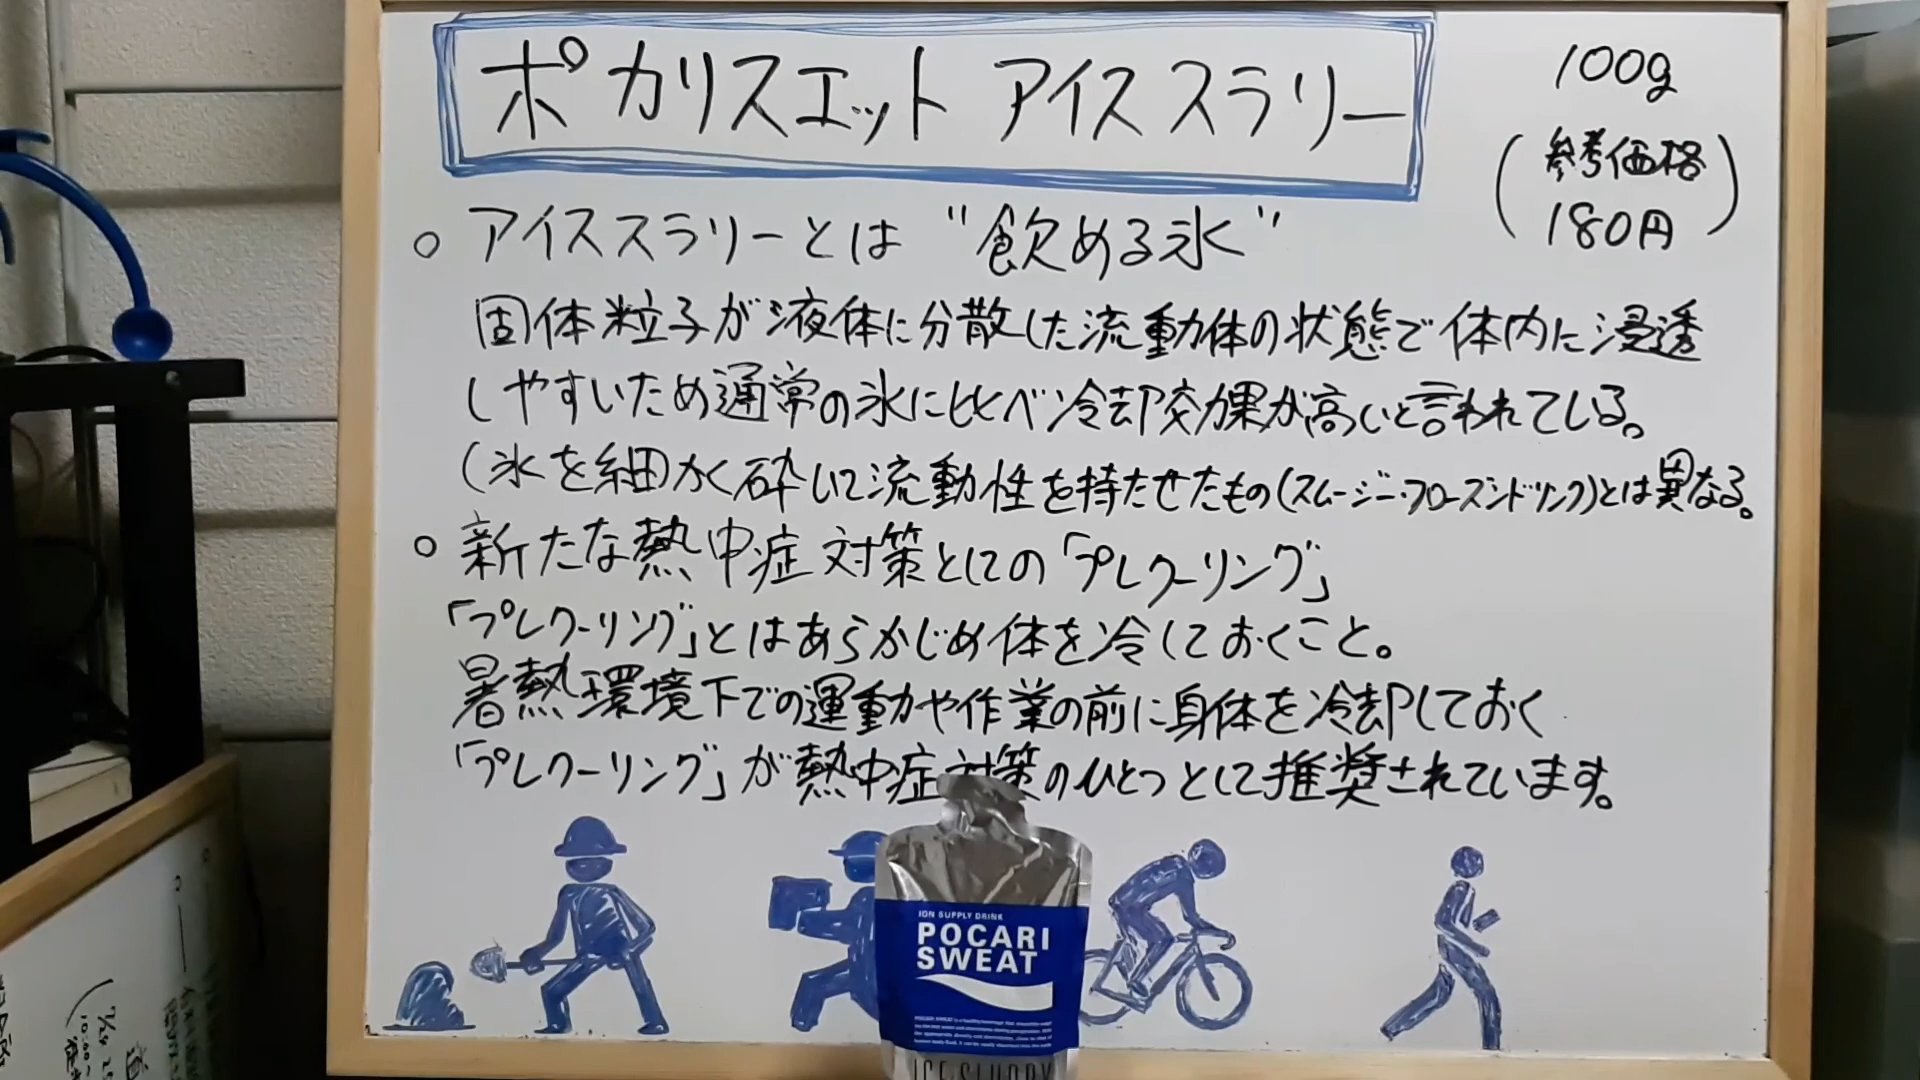 ポカリスエット アイススラリー
100g
(参考価格
180円)
○ アイススラリーとは “飲める氷”
固体粒子が液体に分散した流動体の状態で体内に浸透
しやすいため通常の氷に比べ冷却効果が高いと言われている。
(氷を細かく砕いて流動性を持たせたもの(スムージー・フローズンドリンク)とは異なる。
○ 新たな熱中症対策としての「プレクーリング」
「プレクーリング」とはあらかじめ体を冷しておくこと。
暑熱環境下での運動や作業の前に身体を冷却しておく
「プレクーリング」が熱中症対策のひとつとして推奨されています。
ION SUPPLY DRINK
POCARI
SWEAT
ICE SLURRY